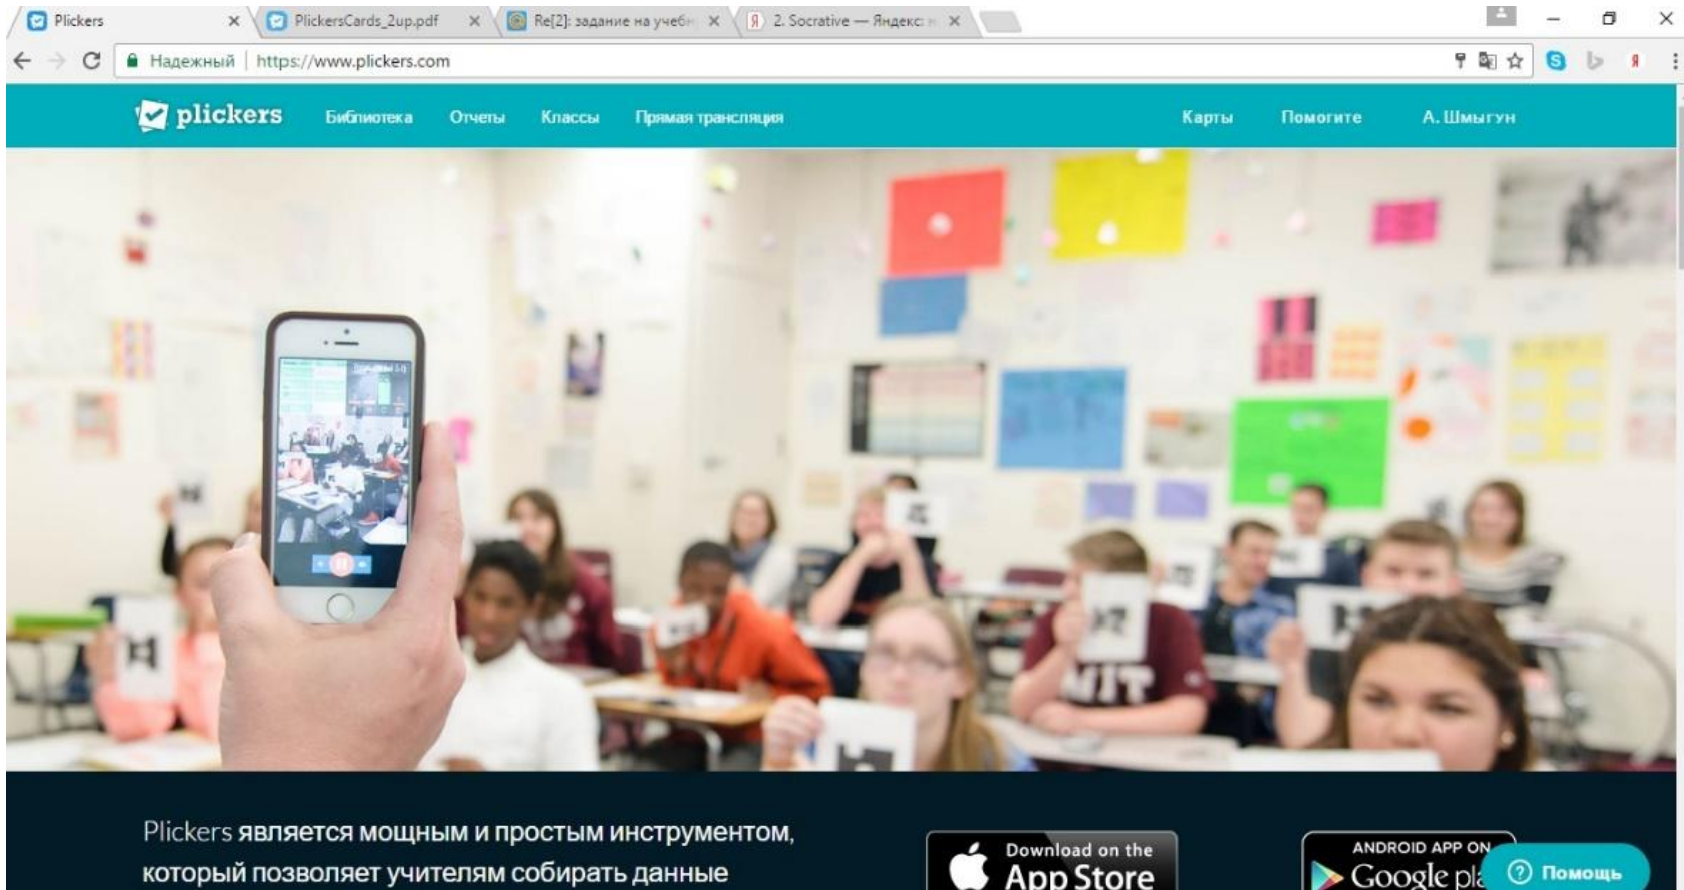 Plickers
PlickersCards_2up.pdf
Re[2]: задание на учебн
2. Socrative — Яндекс: н
Надежный | https://www.plickers.com
plickers Библиотека Отчеты Классы Прямая трансляция Карты Помогите А. Шмыгун
MIT
Plickers является мощным и простым инструментом,
который позволяет учителям собирать данные
Download on the
App Store
ANDROID APP ON
Google pla
Помощь